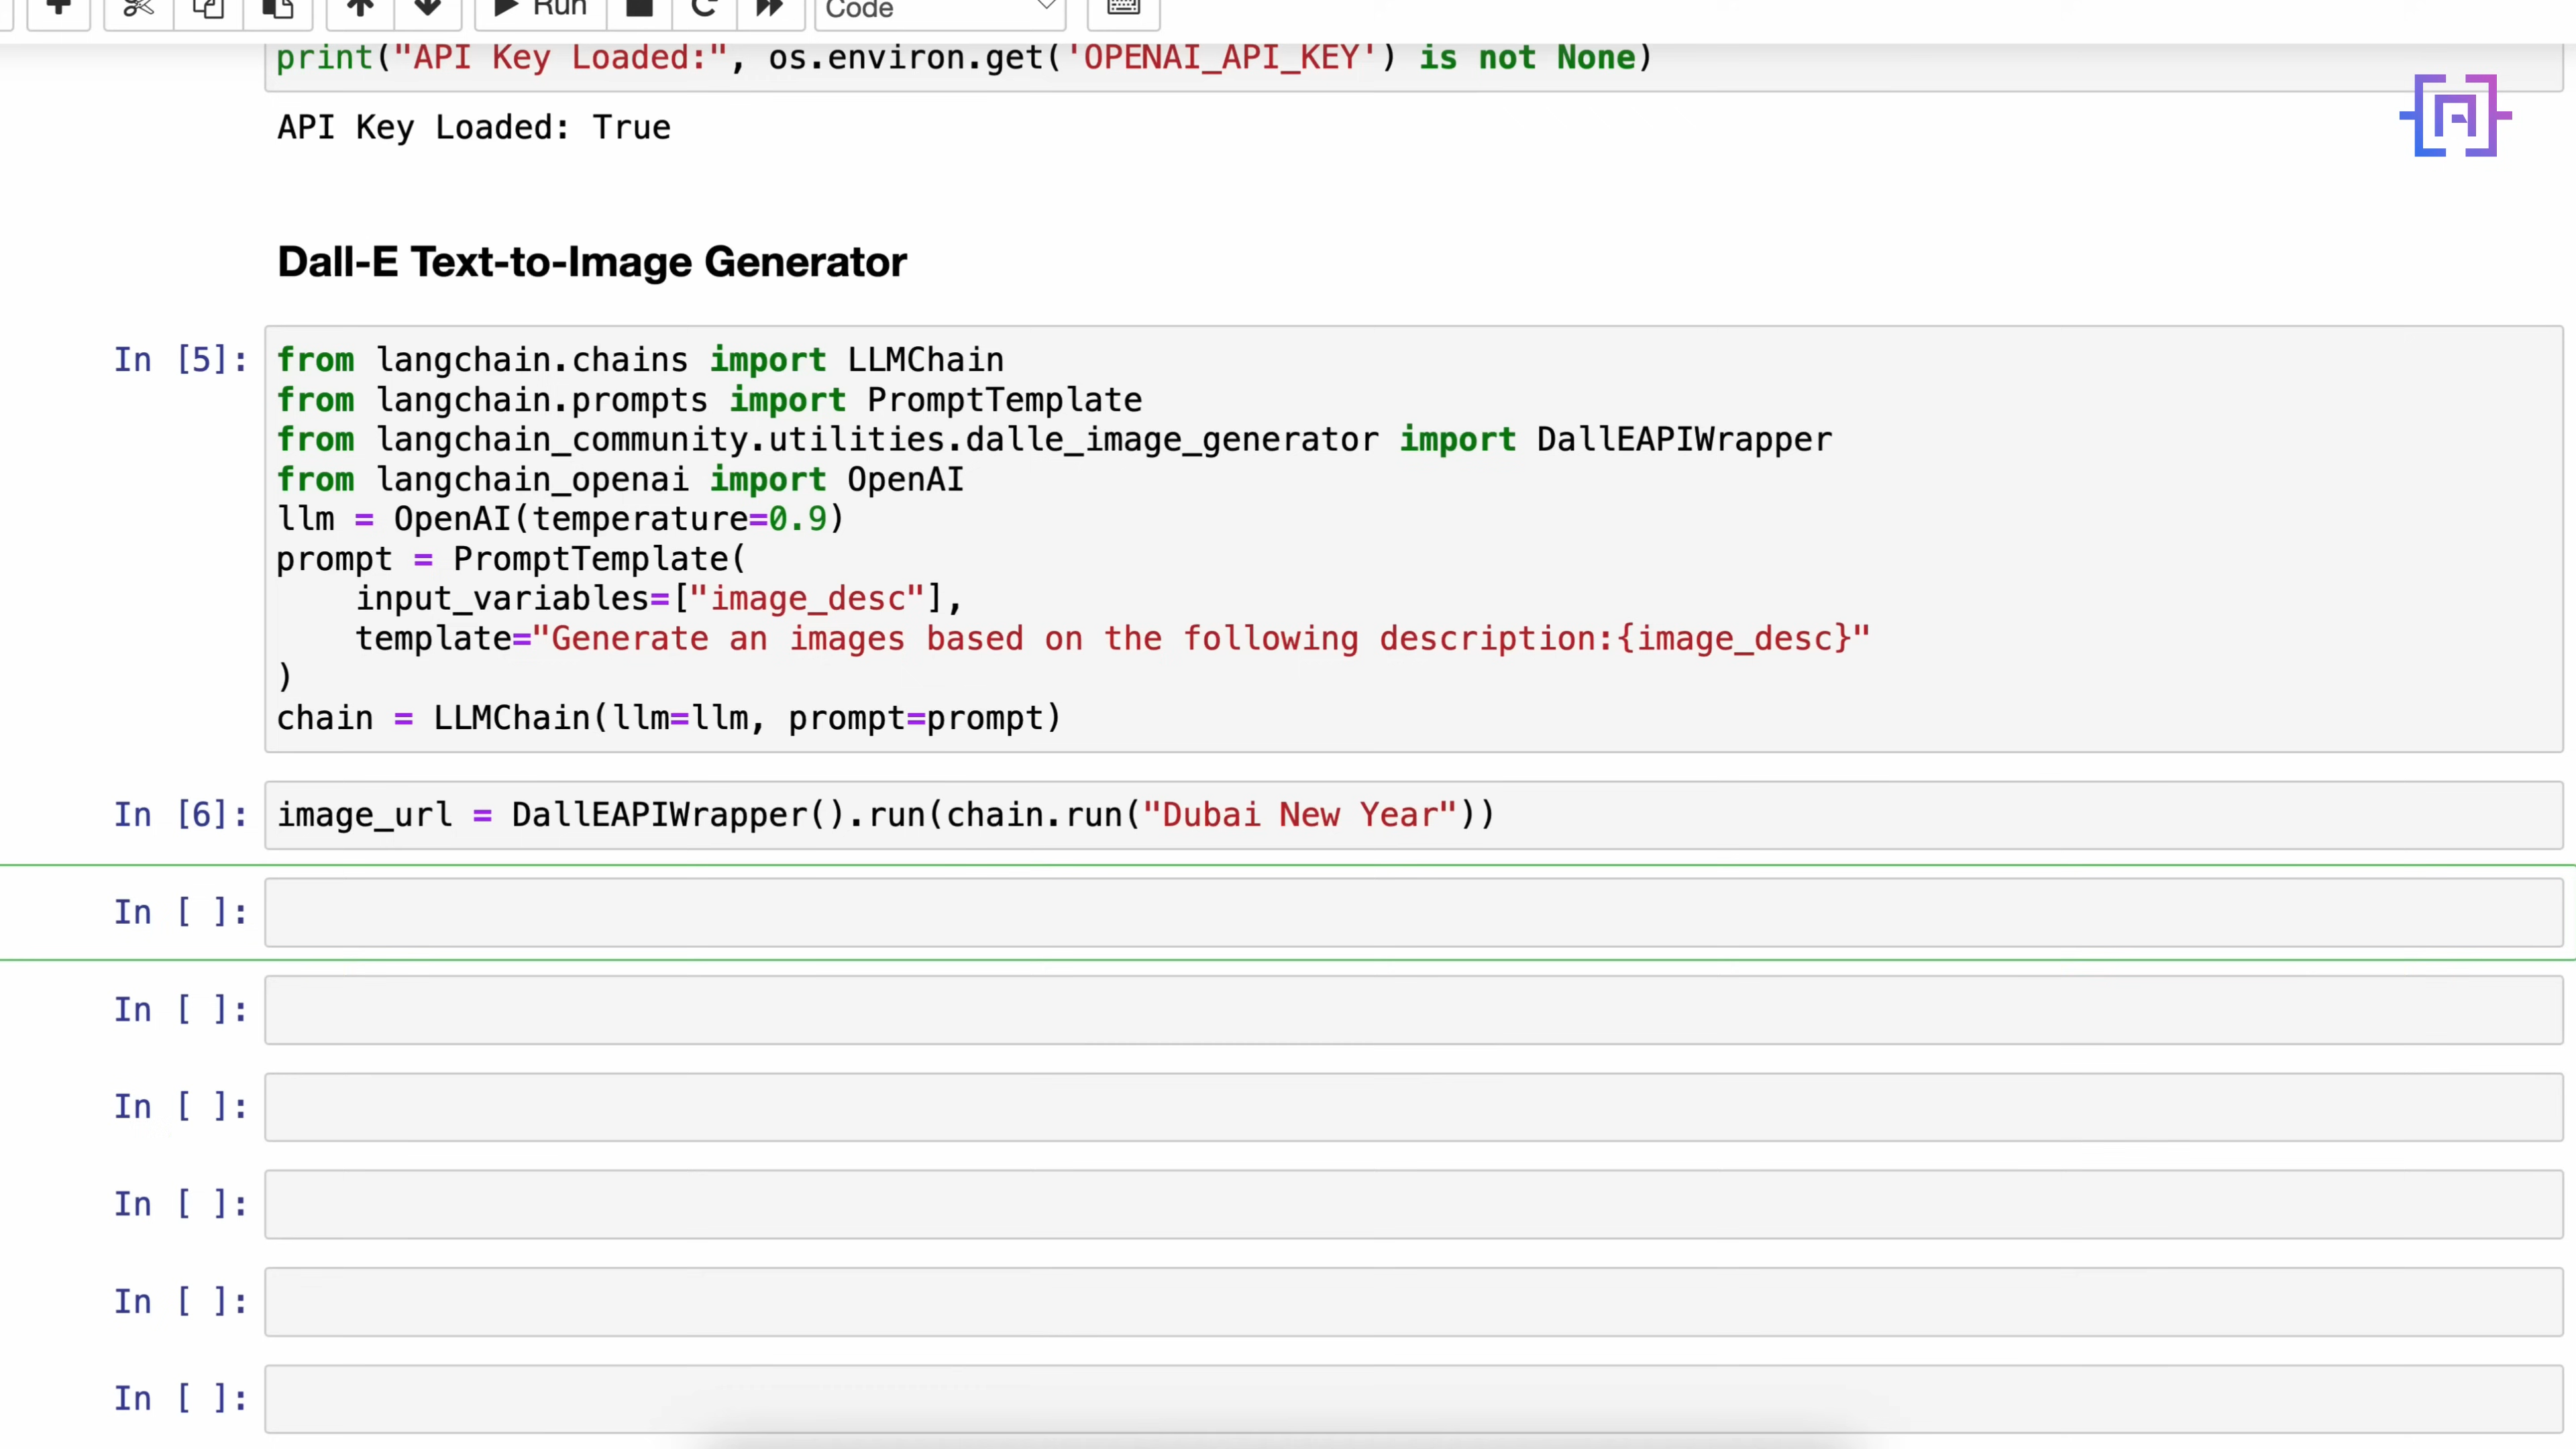 Run
Code
print("API Key Loaded:", os.environ.get('OPENAI_API_KEY') is not None)
API Key Loaded: True
Dall-E Text-to-Image Generator
In [5]:
from langchain.chains import LLMChain
from langchain.prompts import PromptTemplate
from langchain_community.utilities.dalle_image_generator import DallEAPIWrapper
from langchain_openai import OpenAI
llm = OpenAI(temperature=0.9)
prompt = PromptTemplate(
    input_variables=["image_desc"],
    template="Generate an images based on the following description:{image_desc}"
)
chain = LLMChain(llm=llm, prompt=prompt)
In [6]: image_url = DallEAPIWrapper().run(chain.run("Dubai New Year"))
In [ ]:
In [ ]:
In [ ]:
In [ ]:
In [ ]:
In [ ]: